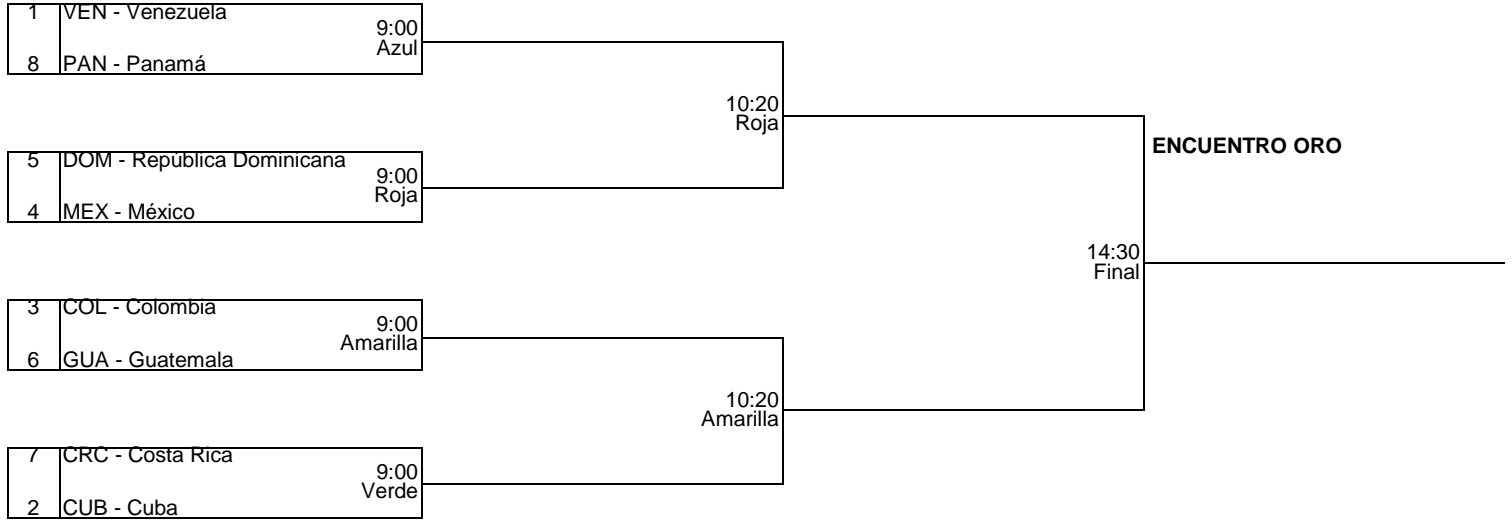 1 VEN - Venezuela
9:00
Azul
8 PAN - Panamá
10:20
Roja
ENCUENTRO ORO
5 DOM - República Dominicana
9:00
Roja
4 MEX - México
14:30
Final
3 COL - Colombia
9:00
Amarilla
6 GUA - Guatemala
10:20
Amarilla
7 CRC - Costa Rica
9:00
Verde
2 CUB - Cuba